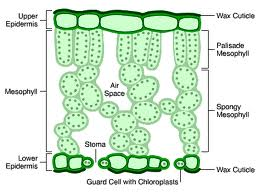 Upper
Epidermis
Wax Cuticle
Palisade
Mesophyll
Air
Space
Mesophyll
Spongy
Mesophyll
Stoma
Lower
Epidermis
Wax Cuticle
Guard Cell with Chloroplasts